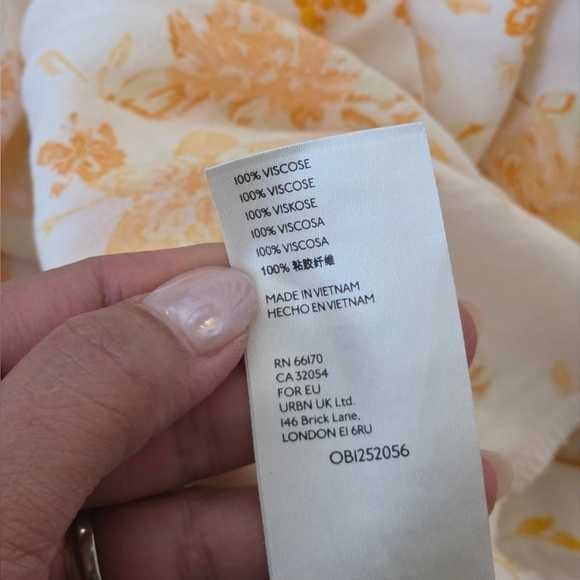 100% VISCOSE
100% VISCOSE
100% VISKOSE
100% VISCOSA
100% VISCOSA
100% 粘胶纤维
MADE IN VIETNAM
HECHO EN VIETNAM
RN 66170
CA 32054
FOR EU
URBN UK Ltd.
146 Brick Lane,
LONDON E1 6RU
OB1252056